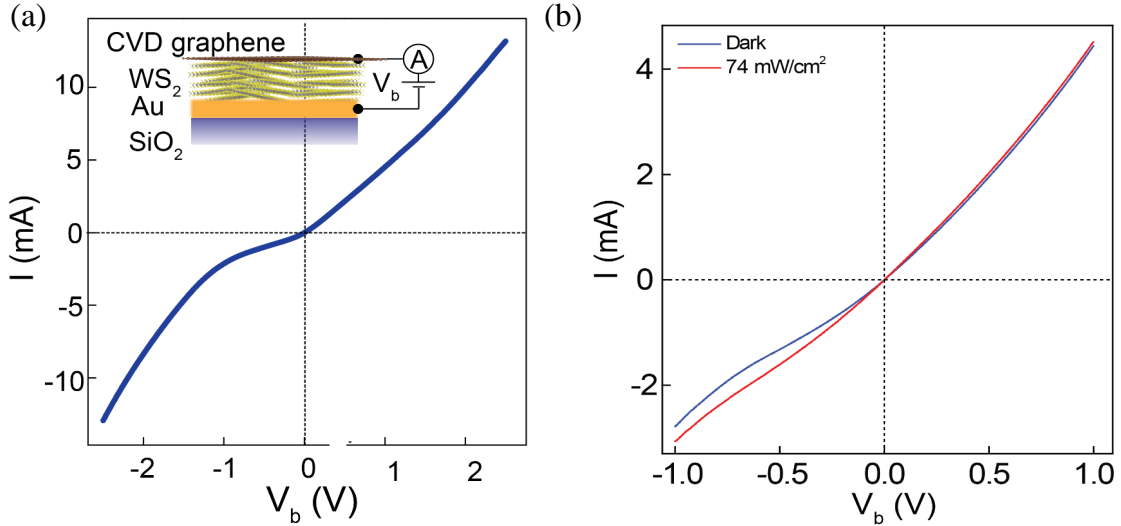 (a)
CVD graphene
WS2
Au
SiO2
A
Vb
10
5
0
-5
-10
I (mA)
-2
-1
0
1
2
Vb (V)
(b)
Dark
74 mW/cm²
4
2
0
-2
I (mA)
-1.0
-0.5
0.0
0.5
1.0
Vb (V)